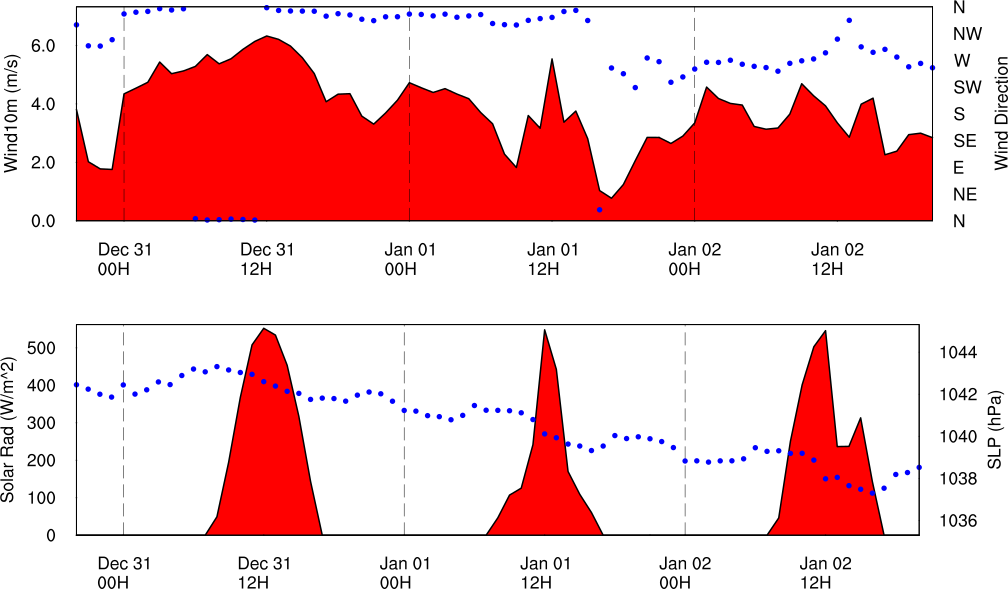 N
NW
6.0
W
SW
4.0
S
SE
2.0
E
NE
0.0
N
Wind10m (m/s)
Wind Direction
Dec 31 Dec 31 Jan 01 Jan 01 Jan 02 Jan 02
00H 12H 00H 12H 00H 12H
500
1044
400
1042
300
1040
200
1038
100
1036
0
Solar Rad (W/m^2)
SLP (hPa)
Dec 31 Dec 31 Jan 01 Jan 01 Jan 02 Jan 02
00H 12H 00H 12H 00H 12H